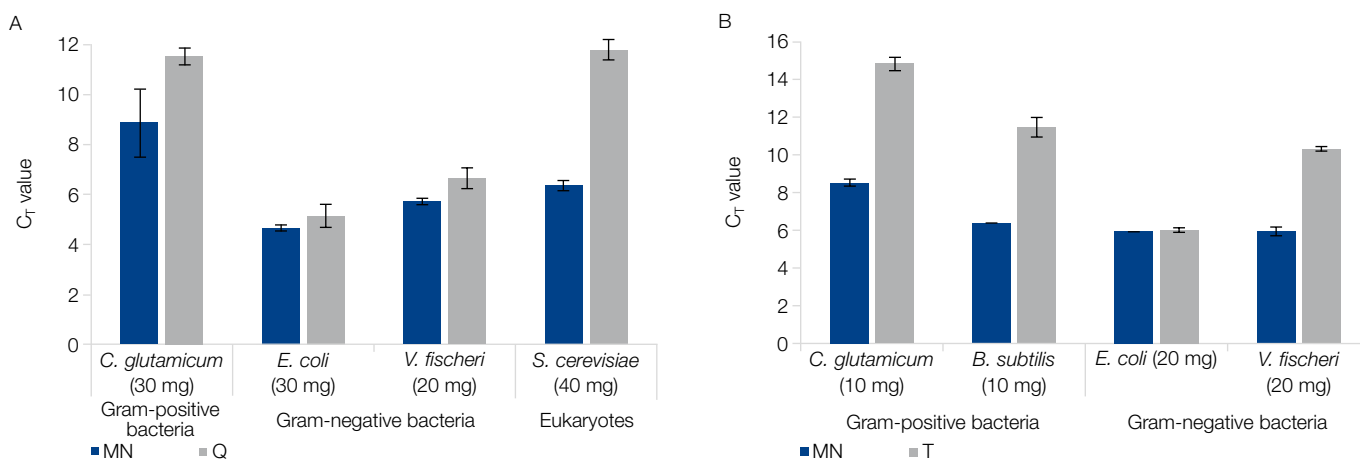 A
12
10
8
6
4
2
0
C_T value
C. glutamicum
(30 mg)
E. coli
(30 mg)
V. fischeri
(20 mg)
S. cerevisiae
(40 mg)
Gram-positive
bacteria
Gram-negative bacteria
Eukaryotes
MN
Q
B
16
14
12
10
8
6
4
2
0
C_T value
C. glutamicum
(10 mg)
B. subtilis
(10 mg)
E. coli (20 mg)
V. fischeri
(20 mg)
Gram-positive bacteria
Gram-negative bacteria
MN
T